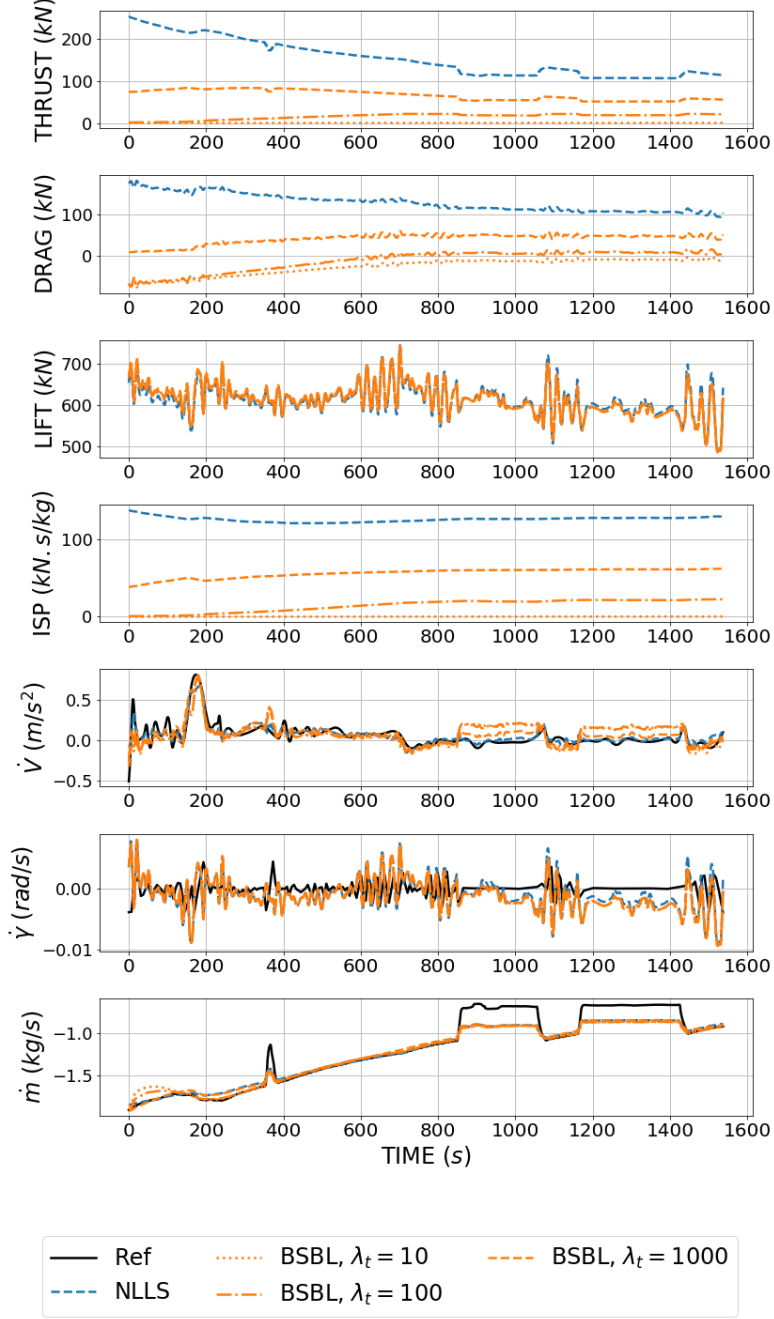 THRUST (kN)
200
100
0
0 200 400 600 800 1000 1200 1400 1600
DRAG (kN)
100
0
0 200 400 600 800 1000 1200 1400 1600
LIFT (kN)
700
600
500
0 200 400 600 800 1000 1200 1400 1600
ISP (kN.s/kg)
100
0
0 200 400 600 800 1000 1200 1400 1600
V̇ (m/s²)
0.5
0.0
−0.5
0 200 400 600 800 1000 1200 1400 1600
γ̇ (rad/s)
0.00
−0.01
0 200 400 600 800 1000 1200 1400 1600
ṁ (kg/s)
−1.0
−1.5
0 200 400 600 800 1000 1200 1400 1600
TIME (s)
Ref BSBL, λt = 10 BSBL, λt = 1000
NLLS BSBL, λt = 100